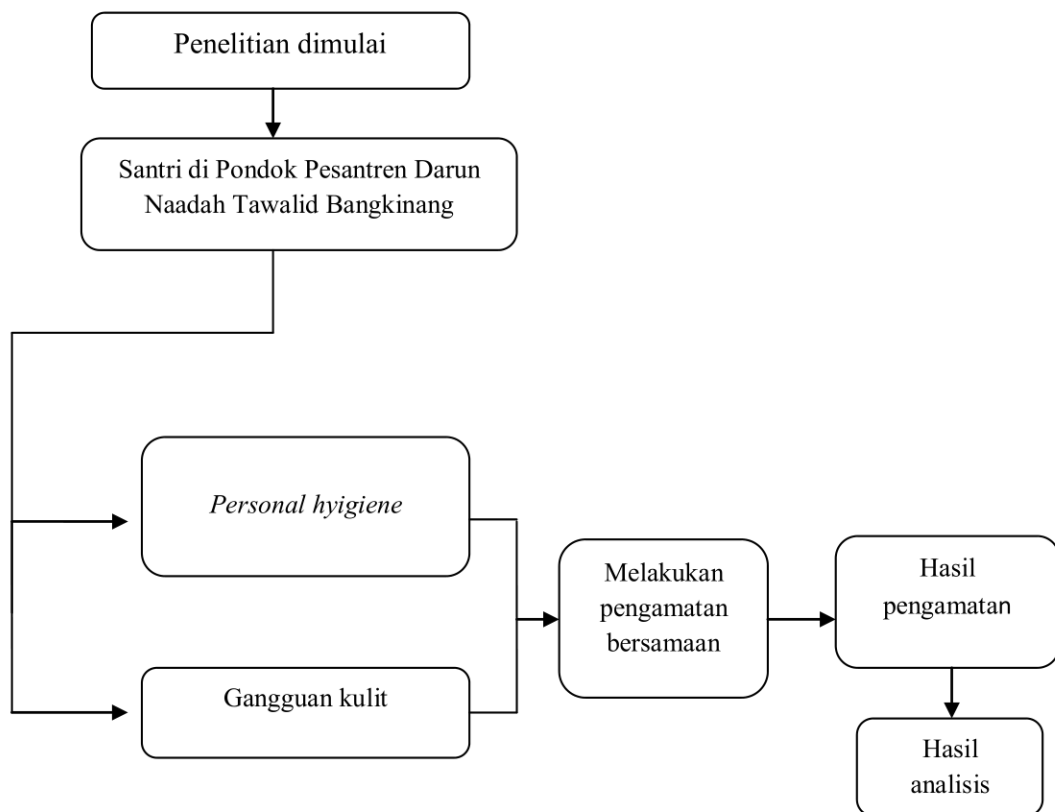 Penelitian dimulai
Santri di Pondok Pesantren Darun
Naadah Tawalid Bangkinang
Personal hyigiene
Gangguan kulit
Melakukan
pengamatan
bersamaan
Hasil
pengamatan
Hasil
analisis